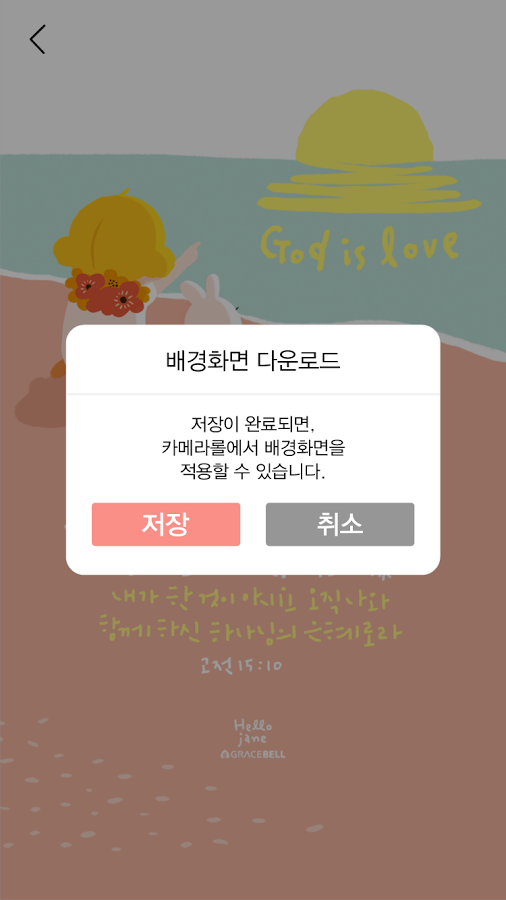 God is love
배경화면 다운로드
저장이 완료되면,
카메라롤에서 배경화면을
적용할 수 있습니다.
저장 취소
내가 한 것이 아니요 오직 나와
함께 하신 하나님의 은혜로라
고전 15:10
Hello
jane
GRACEBELL